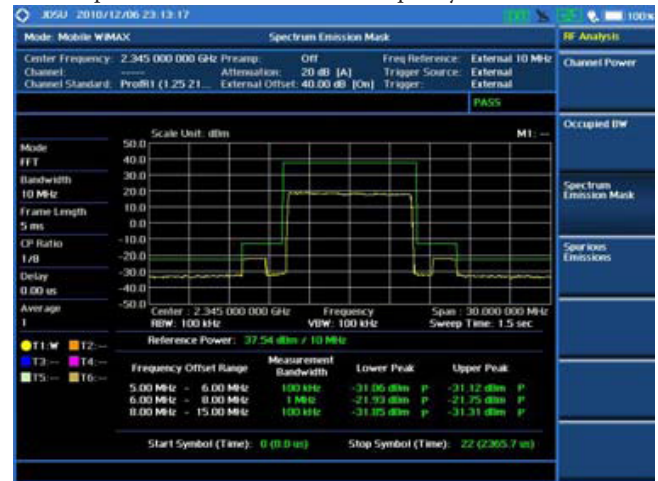 JDSU 2010/12/06 23:13:17 100%
Mode: Mobile WiMAX Spectrum Emission Mask RF Analysis
Center Frequency: 2.345 000 000 GHz Preamp: Off Freq Reference: External 10 MHz
Channel: ----- Attenuation: 20 dB [A] Trigger Source: External
Channel Standard: Profil1 (1.25 21... External Offset: 40.00 dB [On] Trigger: External
PASS
Channel Power
Occupied BW
Spectrum
Emission Mask
Spurious
Emissions
Mode
FFT
Bandwidth
10 MHz
Frame Length
5 ms
CP Ratio
1/8
Delay
0.00 us
Average
1
T1:W T2:--
T3:-- T4:--
T5:-- T6:--
Scale Unit: dBm M1: --
50.0
40.0
30.0
20.0
10.0
0.0
-10.0
-20.0
-30.0
-40.0
-50.0
Center : 2.345 000 000 GHz Frequency Span : 30.000 000 MHz
RBW: 100 kHz VBW: 100 kHz Sweep Time: 1.5 sec
Reference Power: 37.54 dBm / 10 MHz
Frequency Offset Range Measurement Bandwidth Lower Peak Upper Peak
5.00 MHz - 6.00 MHz 100 kHz -31.06 dBm P -31.12 dBm P
6.00 MHz - 8.00 MHz 1 MHz -21.93 dBm P -21.75 dBm P
8.00 MHz - 15.00 MHz 100 kHz -31.85 dBm P -31.31 dBm P
Start Symbol (Time): 0 (0.0 us) Stop Symbol (Time): 22 (2365.7 us)